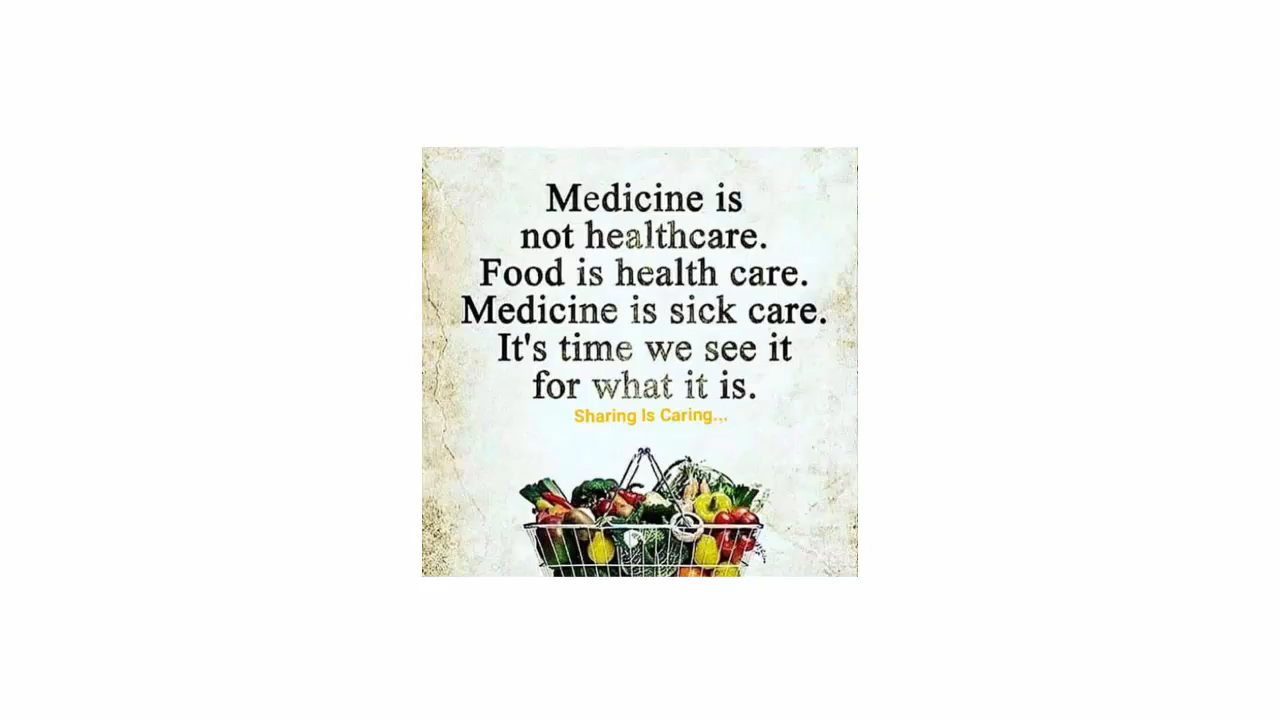 Medicine is
not healthcare.
Food is health care.
Medicine is sick care.
It's time we see it
for what it is.
Sharing Is Caring...